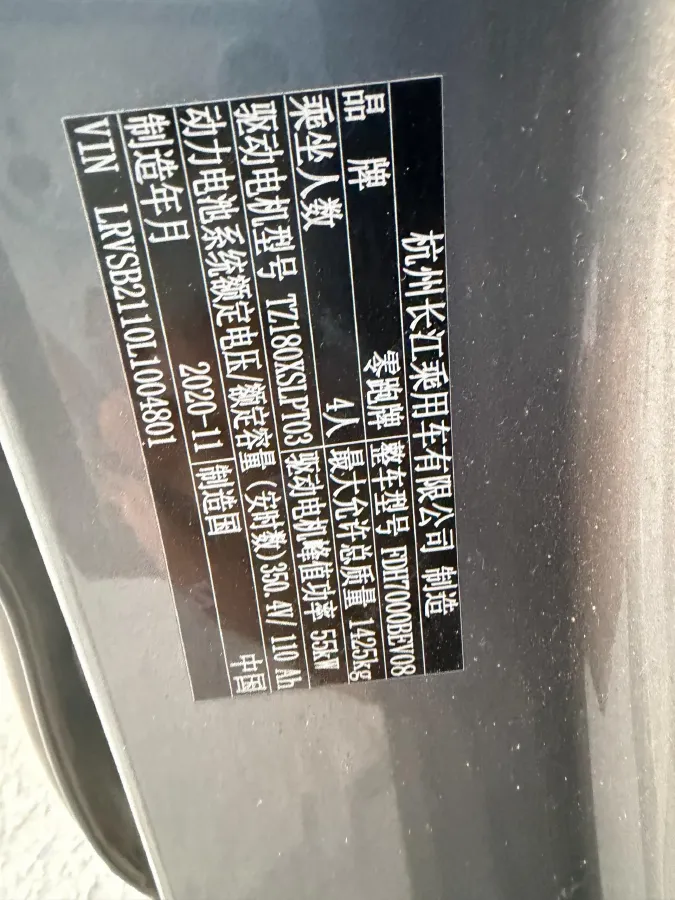 杭州长江乘用车有限公司 制造
品 牌 零跑牌 整车型号 FDH7000BEV08
乘坐人数 4人 最大允许总质量 1425kg
驱动电机型号 TZ180XSLPT03 驱动电机峰值功率 55kW
动力电池系统额定电压/额定容量(安时数)350.4V/110 Ah
制造年月 2020-11 制造国 中国
VIN LRVSB2110L1004801